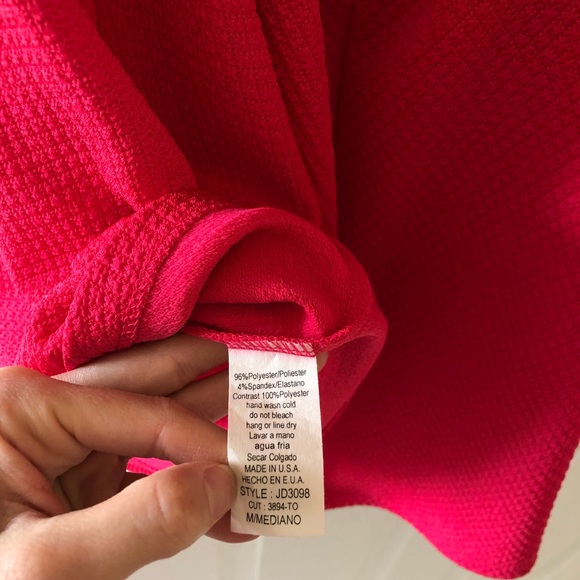 96%Polyester/Poliester
4%Spandex/Elastano
Contrast:100%Polyester
hand wash cold
do not bleach
hang or line dry
Lavar a mano
agua fria
Secar Colgado
MADE IN U.S.A.
HECHO EN E.U.A.
STYLE : JD3098
CUT : 3894-TO
M/MEDIANO